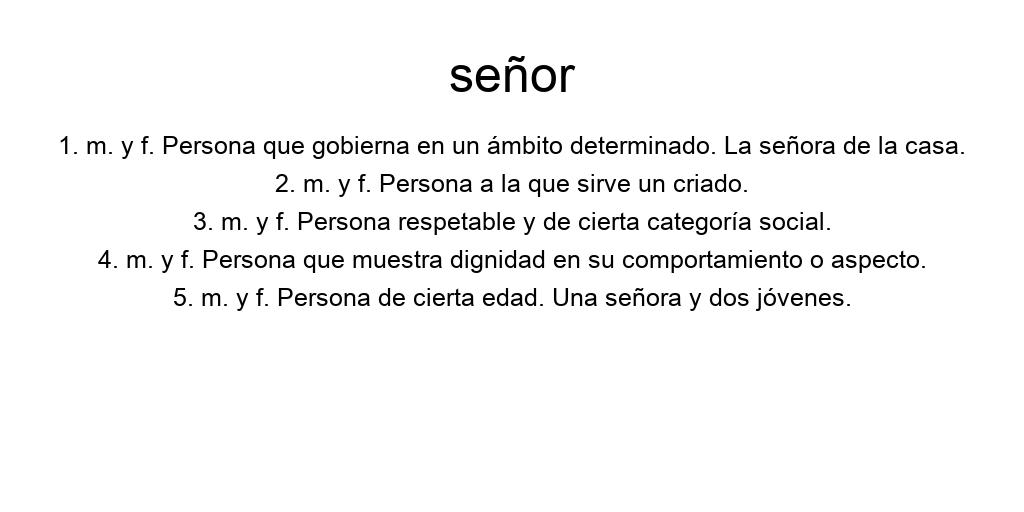 señor
1. m. y f. Persona que gobierna en un ámbito determinado. La señora de la casa.
2. m. y f. Persona a la que sirve un criado.
3. m. y f. Persona respetable y de cierta categoría social.
4. m. y f. Persona que muestra dignidad en su comportamiento o aspecto.
5. m. y f. Persona de cierta edad. Una señora y dos jóvenes.